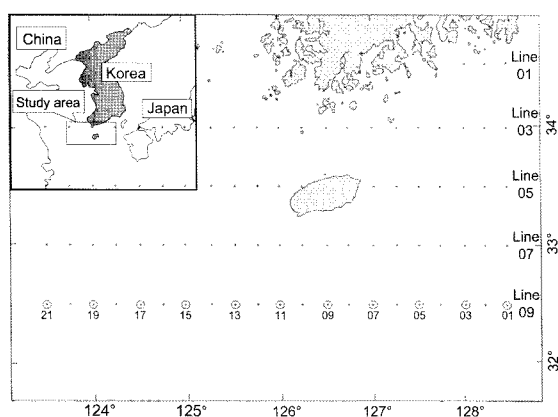 China
Korea
Study area
Japan
Line
01
Line
03
34°
Line
05
Line
07
33°
Line
09
21 19 17 15 13 11 09 07 05 03 01
32°
124° 125° 126° 127° 128°